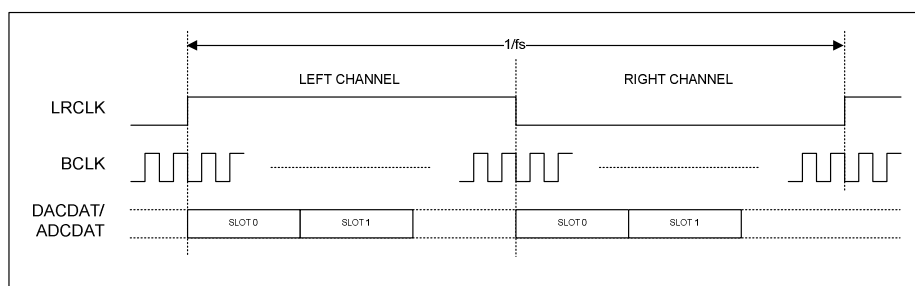 1/fs
LEFT CHANNEL RIGHT CHANNEL
LRCLK
BCLK
DACDAT/
ADCDAT
SLOT 0 SLOT 1 SLOT 0 SLOT 1